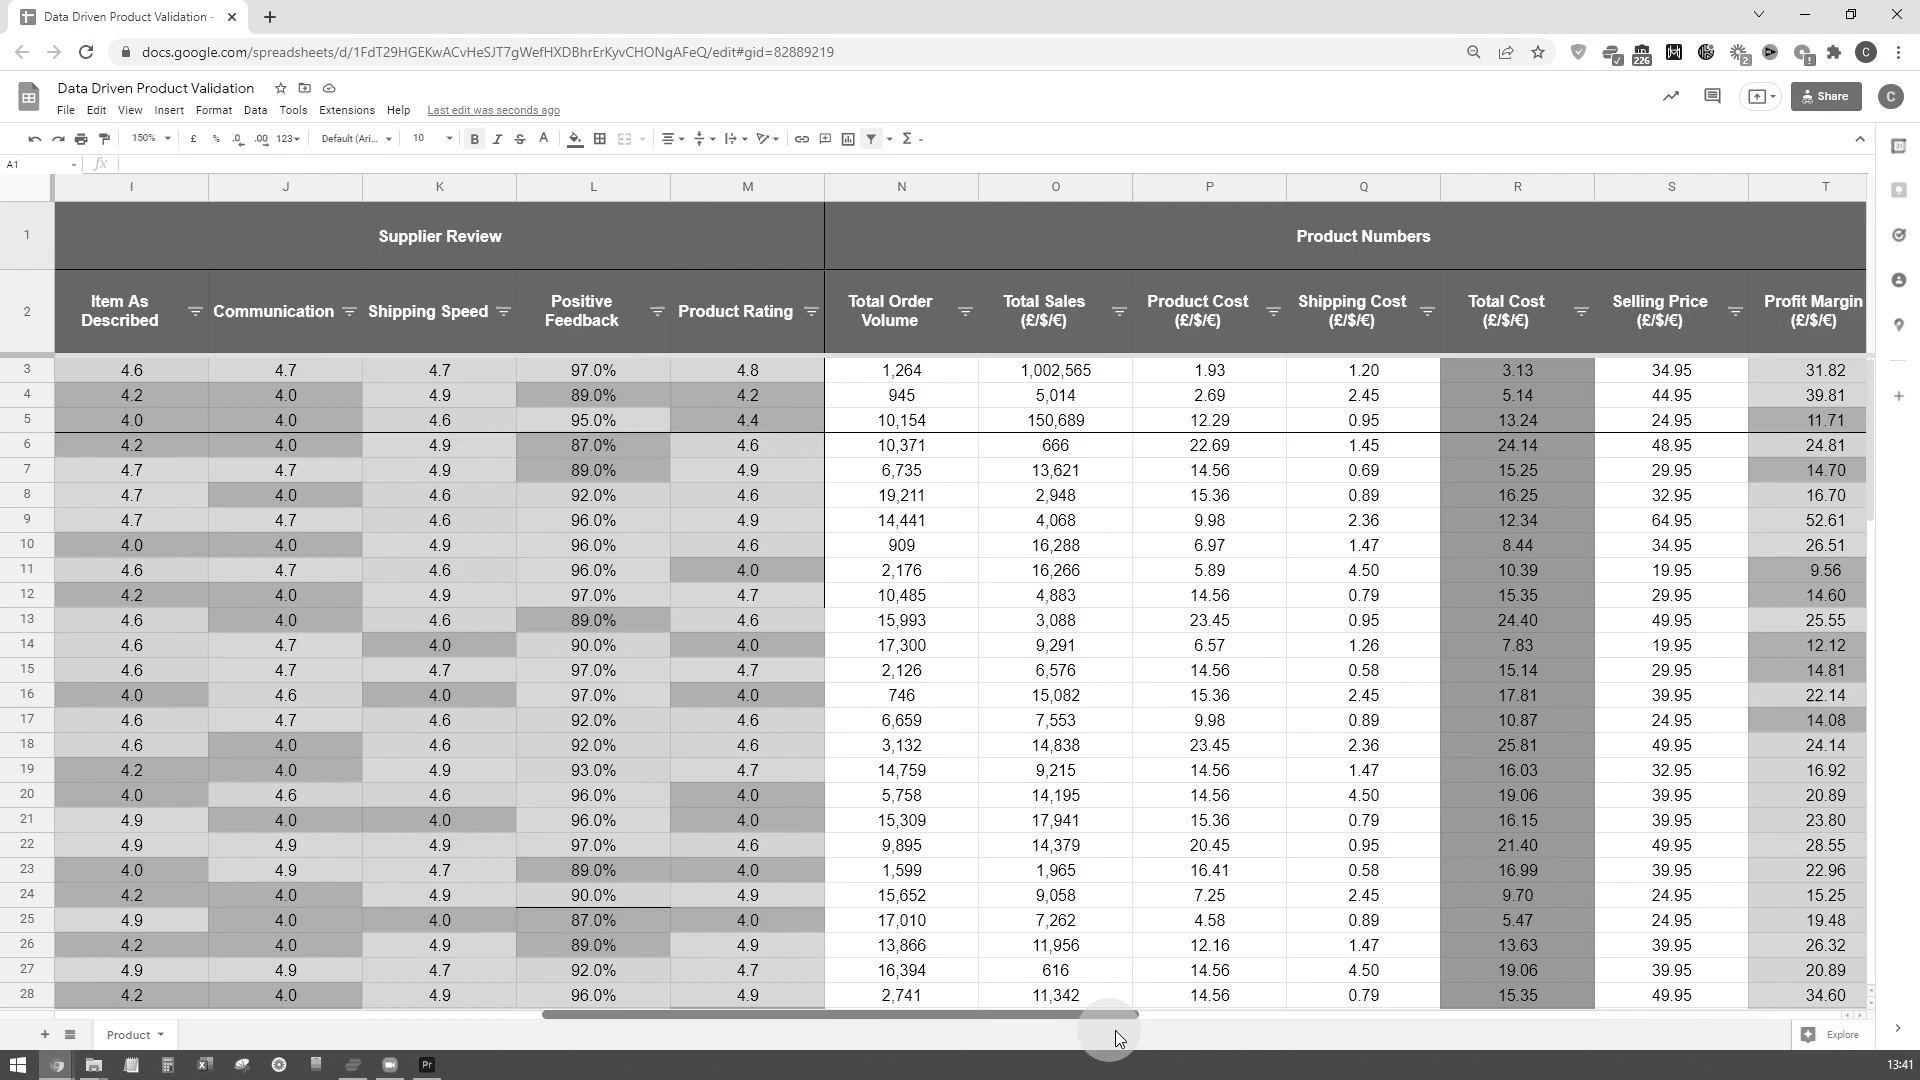 Data Driven Product Validation -
docs.google.com/spreadsheets/d/1FdT29HGEKwACvHeSJT7gWefHXDBhrErKyvCHONgAFeQ/edit#gid=82889219
226
2
C
Data Driven Product Validation
File Edit View Insert Format Data Tools Extensions Help Last edit was seconds ago
Share
C
150% £ % .0 .00 123 Default (Ari... 10 B I S A Σ
A1 fx
I J K L M N O P Q R S T
1 Supplier Review Product Numbers
2 Item As Described Communication Shipping Speed Positive Feedback Product Rating Total Order Volume Total Sales (£/$/€) Product Cost (£/$/€) Shipping Cost (£/$/€) Total Cost (£/$/€) Selling Price (£/$/€) Profit Margin (£/$/€)
3 4.6 4.7 4.7 97.0% 4.8 1,264 1,002,565 1.93 1.20 3.13 34.95 31.82
4 4.2 4.0 4.9 89.0% 4.2 945 5,014 2.69 2.45 5.14 44.95 39.81
5 4.0 4.0 4.6 95.0% 4.4 10,154 150,689 12.29 0.95 13.24 24.95 11.71
6 4.2 4.0 4.9 87.0% 4.6 10,371 666 22.69 1.45 24.14 48.95 24.81
7 4.7 4.7 4.9 89.0% 4.9 6,735 13,621 14.56 0.69 15.25 29.95 14.70
8 4.7 4.0 4.6 92.0% 4.6 19,211 2,948 15.36 0.89 16.25 32.95 16.70
9 4.7 4.7 4.6 96.0% 4.9 14,441 4,068 9.98 2.36 12.34 64.95 52.61
10 4.0 4.0 4.9 96.0% 4.6 909 16,288 6.97 1.47 8.44 34.95 26.51
11 4.6 4.7 4.6 96.0% 4.0 2,176 16,266 5.89 4.50 10.39 19.95 9.56
12 4.2 4.0 4.9 97.0% 4.7 10,485 4,883 14.56 0.79 15.35 29.95 14.60
13 4.6 4.0 4.6 89.0% 4.6 15,993 3,088 23.45 0.95 24.40 49.95 25.55
14 4.6 4.7 4.0 90.0% 4.0 17,300 9,291 6.57 1.26 7.83 19.95 12.12
15 4.6 4.7 4.7 97.0% 4.7 2,126 6,576 14.56 0.58 15.14 29.95 14.81
16 4.0 4.6 4.0 97.0% 4.0 746 15,082 15.36 2.45 17.81 39.95 22.14
17 4.6 4.7 4.6 92.0% 4.6 6,659 7,553 9.98 0.89 10.87 24.95 14.08
18 4.6 4.0 4.6 92.0% 4.6 3,132 14,838 23.45 2.36 25.81 49.95 24.14
19 4.2 4.0 4.9 93.0% 4.7 14,759 9,215 14.56 1.47 16.03 32.95 16.92
20 4.0 4.6 4.6 96.0% 4.0 5,758 14,195 14.56 4.50 19.06 39.95 20.89
21 4.9 4.0 4.0 96.0% 4.0 15,309 17,941 15.36 0.79 16.15 39.95 23.80
22 4.9 4.9 4.9 97.0% 4.6 9,895 14,379 20.45 0.95 21.40 49.95 28.55
23 4.0 4.9 4.7 89.0% 4.0 1,599 1,965 16.41 0.58 16.99 39.95 22.96
24 4.2 4.0 4.9 90.0% 4.9 15,652 9,058 7.25 2.45 9.70 24.95 15.25
25 4.9 4.0 4.0 87.0% 4.0 17,010 7,262 4.58 0.89 5.47 24.95 19.48
26 4.2 4.0 4.9 89.0% 4.9 13,866 11,956 12.16 1.47 13.63 39.95 26.32
27 4.9 4.9 4.7 92.0% 4.7 16,394 616 14.56 4.50 19.06 39.95 20.89
28 4.2 4.0 4.9 96.0% 4.9 2,741 11,342 14.56 0.79 15.35 49.95 34.60
Product
Explore
Pr
13:41